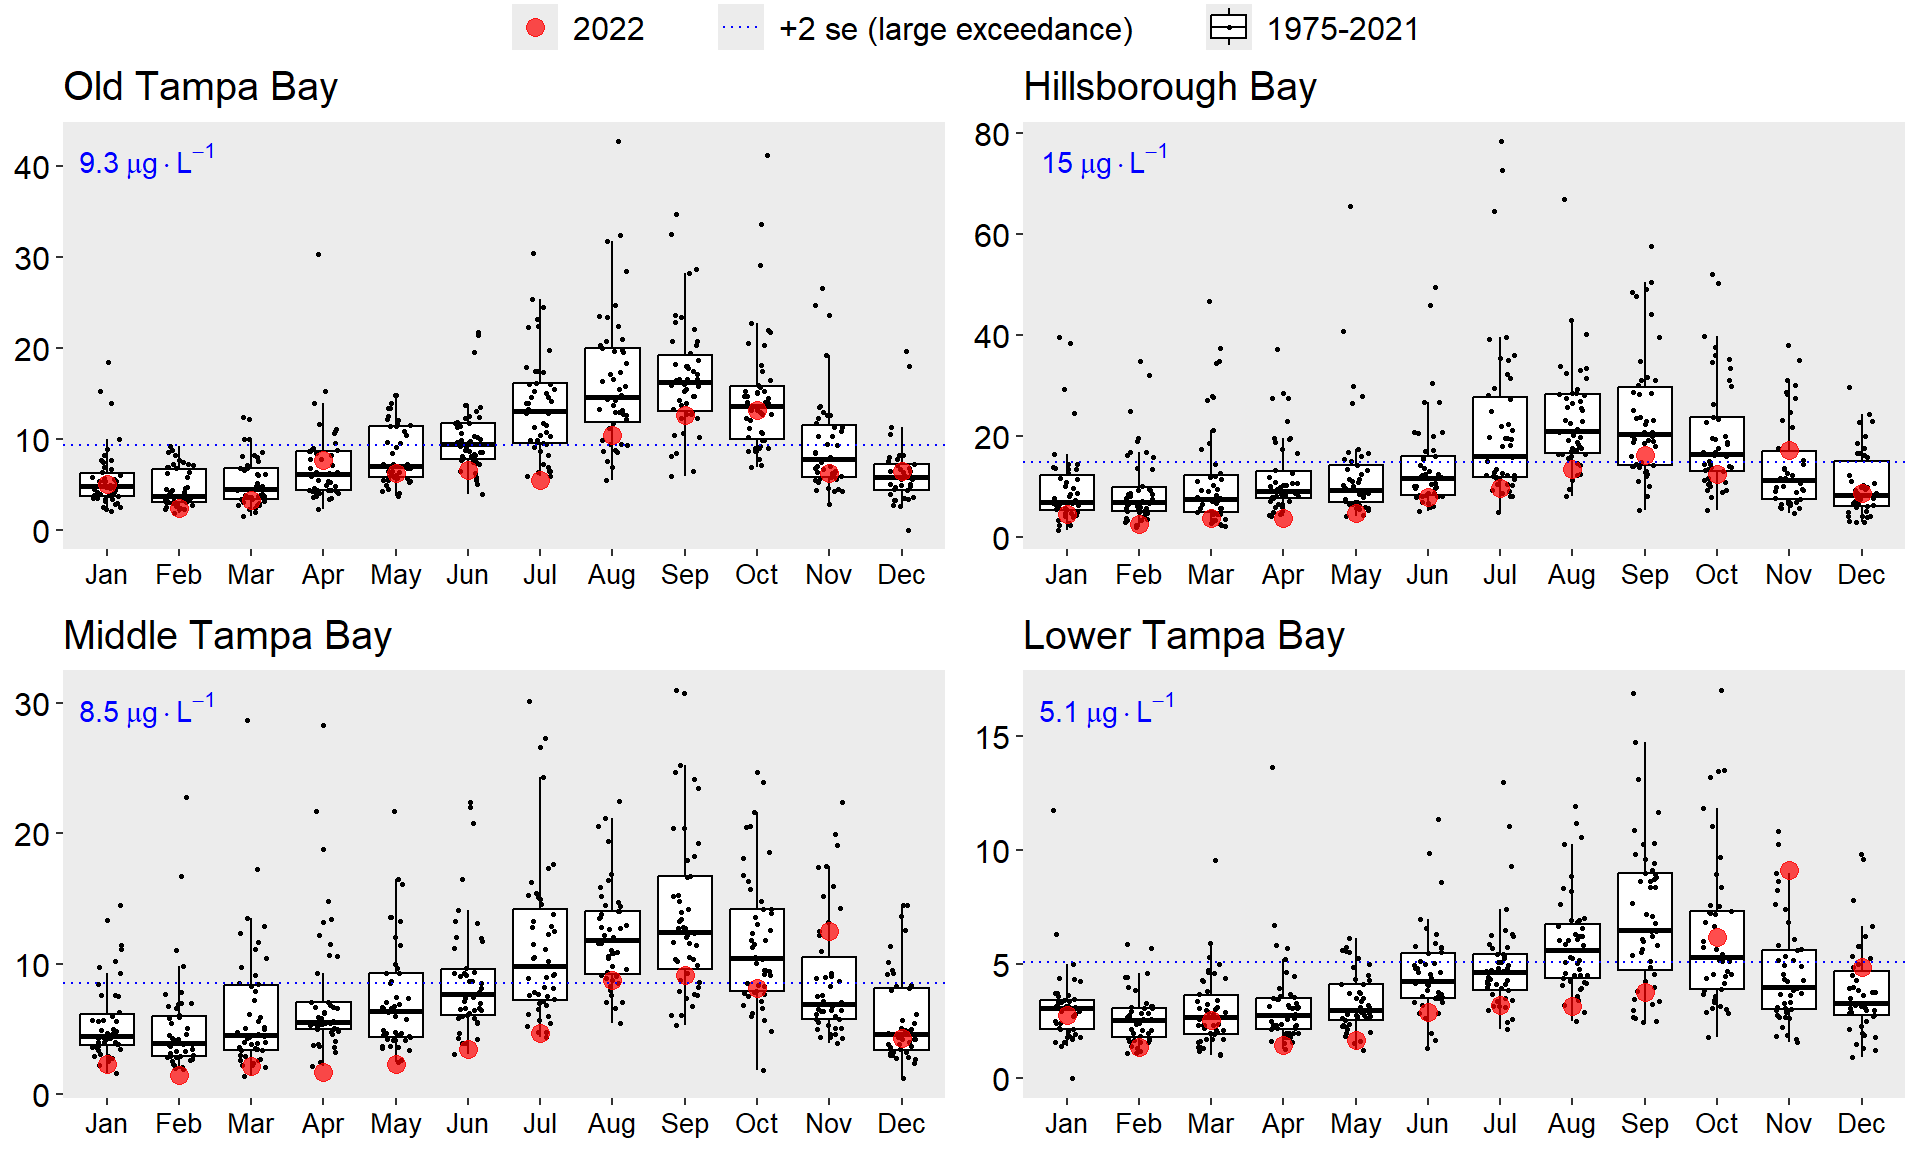 2022 +2 se (large exceedance) 1975-2021
Old Tampa Bay
9.3 μg·L⁻¹
40
30
20
10
0
Jan Feb Mar Apr May Jun Jul Aug Sep Oct Nov Dec
Hillsborough Bay
15 μg·L⁻¹
80
60
40
20
0
Jan Feb Mar Apr May Jun Jul Aug Sep Oct Nov Dec
Middle Tampa Bay
8.5 μg·L⁻¹
30
20
10
0
Jan Feb Mar Apr May Jun Jul Aug Sep Oct Nov Dec
Lower Tampa Bay
5.1 μg·L⁻¹
15
10
5
0
Jan Feb Mar Apr May Jun Jul Aug Sep Oct Nov Dec